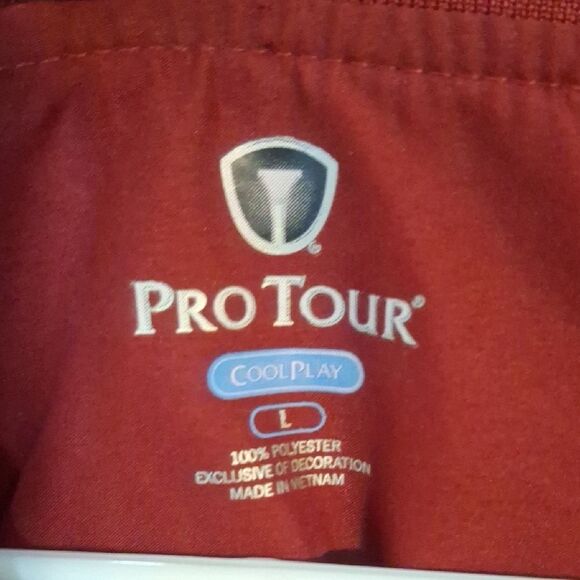 PRO TOUR®
COOLPLAY
L
100% POLYESTER
EXCLUSIVE OF DECORATION
MADE IN VIETNAM